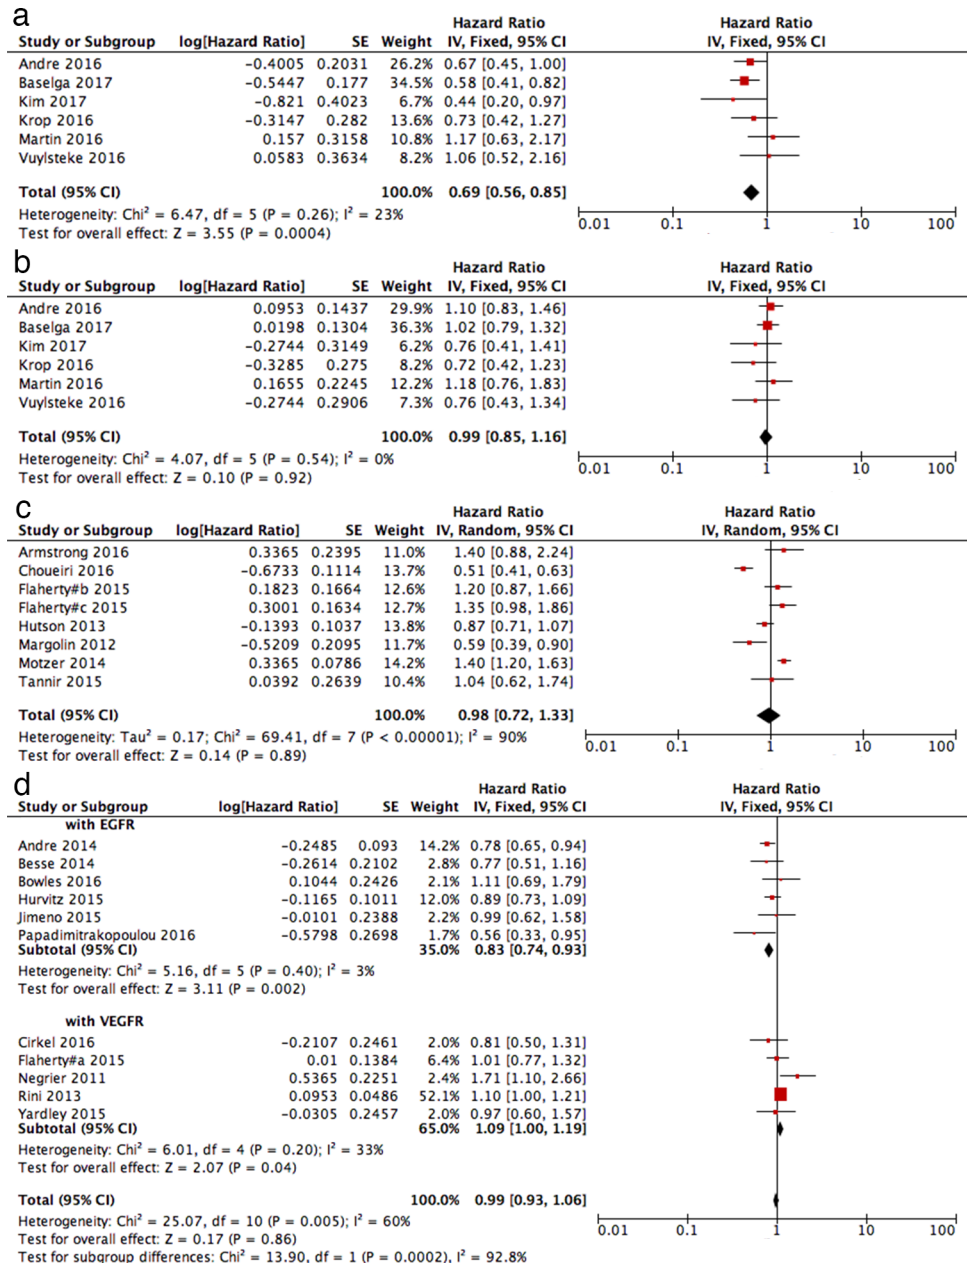 a
Hazard Ratio Hazard Ratio
Study or Subgroup log[Hazard Ratio] SE Weight IV, Fixed, 95% CI IV, Fixed, 95% CI
Andre 2016 −0.4005 0.2031 26.2% 0.67 [0.45, 1.00]
Baselga 2017 −0.5447 0.177 34.5% 0.58 [0.41, 0.82]
Kim 2017 −0.821 0.4023 6.7% 0.44 [0.20, 0.97]
Krop 2016 −0.3147 0.282 13.6% 0.73 [0.42, 1.27]
Martin 2016 0.157 0.3158 10.8% 1.17 [0.63, 2.17]
Vuylsteke 2016 0.0583 0.3634 8.2% 1.06 [0.52, 2.16]
Total (95% CI) 100.0% 0.69 [0.56, 0.85]
Heterogeneity: Chi² = 6.47, df = 5 (P = 0.26); I² = 23%
Test for overall effect: Z = 3.55 (P = 0.0004)
0.01 0.1 1 10 100
b
Hazard Ratio Hazard Ratio
Study or Subgroup log[Hazard Ratio] SE Weight IV, Fixed, 95% CI IV, Fixed, 95% CI
Andre 2016 0.0953 0.1437 29.9% 1.10 [0.83, 1.46]
Baselga 2017 0.0198 0.1304 36.3% 1.02 [0.79, 1.32]
Kim 2017 −0.2744 0.3149 6.2% 0.76 [0.41, 1.41]
Krop 2016 −0.3285 0.275 8.2% 0.72 [0.42, 1.23]
Martin 2016 0.1655 0.2245 12.2% 1.18 [0.76, 1.83]
Vuylsteke 2016 −0.2744 0.2906 7.3% 0.76 [0.43, 1.34]
Total (95% CI) 100.0% 0.99 [0.85, 1.16]
Heterogeneity: Chi² = 4.07, df = 5 (P = 0.54); I² = 0%
Test for overall effect: Z = 0.10 (P = 0.92)
0.01 0.1 1 10 100
c
Hazard Ratio Hazard Ratio
Study or Subgroup log[Hazard Ratio] SE Weight IV, Random, 95% CI IV, Random, 95% CI
Armstrong 2016 0.3365 0.2395 11.0% 1.40 [0.88, 2.24]
Choueiri 2016 −0.6733 0.1114 13.7% 0.51 [0.41, 0.63]
Flaherty#b 2015 0.1823 0.1664 12.6% 1.20 [0.87, 1.66]
Flaherty#c 2015 0.3001 0.1634 12.7% 1.35 [0.98, 1.86]
Hutson 2013 −0.1393 0.1037 13.8% 0.87 [0.71, 1.07]
Margolin 2012 −0.5209 0.2095 11.7% 0.59 [0.39, 0.90]
Motzer 2014 0.3365 0.0786 14.2% 1.40 [1.20, 1.63]
Tannir 2015 0.0392 0.2639 10.4% 1.04 [0.62, 1.74]
Total (95% CI) 100.0% 0.98 [0.72, 1.33]
Heterogeneity: Tau² = 0.17; Chi² = 69.41, df = 7 (P < 0.00001); I² = 90%
Test for overall effect: Z = 0.14 (P = 0.89)
0.01 0.1 1 10 100
d
Hazard Ratio Hazard Ratio
Study or Subgroup log[Hazard Ratio] SE Weight IV, Fixed, 95% CI IV, Fixed, 95% CI
with EGFR
Andre 2014 −0.2485 0.093 14.2% 0.78 [0.65, 0.94]
Besse 2014 −0.2614 0.2102 2.8% 0.77 [0.51, 1.16]
Bowles 2016 0.1044 0.2426 2.1% 1.11 [0.69, 1.79]
Hurvitz 2015 −0.1165 0.1011 12.0% 0.89 [0.73, 1.09]
Jimeno 2015 −0.0101 0.2388 2.2% 0.99 [0.62, 1.58]
Papadimitrakopoulou 2016 −0.5798 0.2698 1.7% 0.56 [0.33, 0.95]
Subtotal (95% CI) 35.0% 0.83 [0.74, 0.93]
Heterogeneity: Chi² = 5.16, df = 5 (P = 0.40); I² = 3%
Test for overall effect: Z = 3.11 (P = 0.002)
with VEGFR
Cirkel 2016 −0.2107 0.2461 2.0% 0.81 [0.50, 1.31]
Flaherty#a 2015 0.01 0.1384 6.4% 1.01 [0.77, 1.32]
Negrier 2011 0.5365 0.2251 2.4% 1.71 [1.10, 2.66]
Rini 2013 0.0953 0.0486 52.1% 1.10 [1.00, 1.21]
Yardley 2015 −0.0305 0.2457 2.0% 0.97 [0.60, 1.57]
Subtotal (95% CI) 65.0% 1.09 [1.00, 1.19]
Heterogeneity: Chi² = 6.01, df = 4 (P = 0.20); I² = 33%
Test for overall effect: Z = 2.07 (P = 0.04)
Total (95% CI) 100.0% 0.99 [0.93, 1.06]
Heterogeneity: Chi² = 25.07, df = 10 (P = 0.005); I² = 60%
Test for overall effect: Z = 0.17 (P = 0.86)
Test for subgroup differences: Chi² = 13.90, df = 1 (P = 0.0002), I² = 92.8%
0.01 0.1 1 10 100